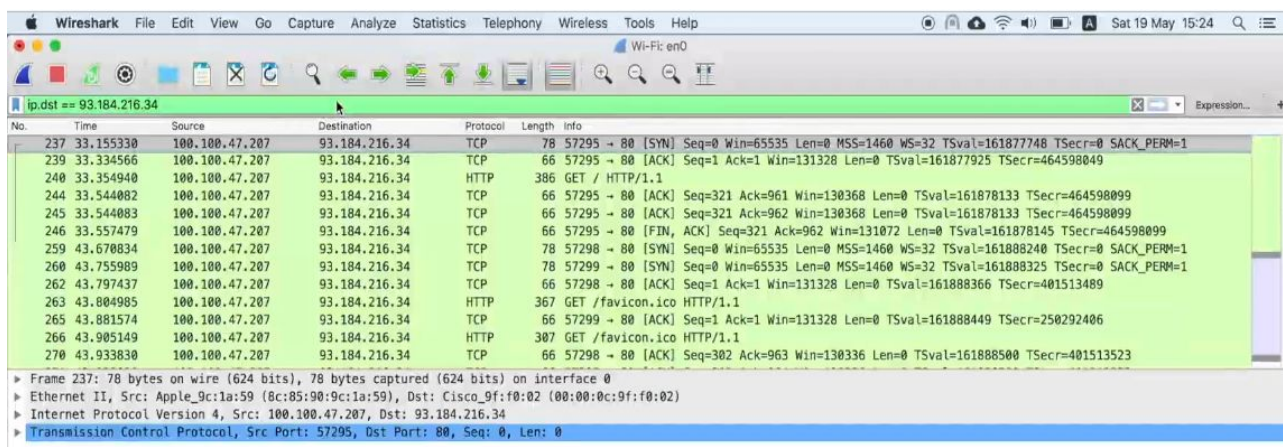 Wireshark File Edit View Go Capture Analyze Statistics Telephony Wireless Tools Help A Sat 19 May 15:24
Wi-Fi: en0
ip.dst == 93.184.216.34 Expression... +
No. Time Source Destination Protocol Length Info
237 33.155330 100.100.47.207 93.184.216.34 TCP 78 57295 → 80 [SYN] Seq=0 Win=65535 Len=0 MSS=1460 WS=32 TSval=161877748 TSecr=0 SACK_PERM=1
239 33.334566 100.100.47.207 93.184.216.34 TCP 66 57295 → 80 [ACK] Seq=1 Ack=1 Win=131328 Len=0 TSval=161877925 TSecr=464598049
240 33.354940 100.100.47.207 93.184.216.34 HTTP 386 GET / HTTP/1.1
244 33.544082 100.100.47.207 93.184.216.34 TCP 66 57295 → 80 [ACK] Seq=321 Ack=961 Win=130368 Len=0 TSval=161878133 TSecr=464598099
245 33.544083 100.100.47.207 93.184.216.34 TCP 66 57295 → 80 [ACK] Seq=321 Ack=962 Win=130368 Len=0 TSval=161878133 TSecr=464598099
246 33.557479 100.100.47.207 93.184.216.34 TCP 66 57295 → 80 [FIN, ACK] Seq=321 Ack=962 Win=131072 Len=0 TSval=161878145 TSecr=464598099
259 43.670834 100.100.47.207 93.184.216.34 TCP 78 57298 → 80 [SYN] Seq=0 Win=65535 Len=0 MSS=1460 WS=32 TSval=161888240 TSecr=0 SACK_PERM=1
260 43.755989 100.100.47.207 93.184.216.34 TCP 78 57299 → 80 [SYN] Seq=0 Win=65535 Len=0 MSS=1460 WS=32 TSval=161888325 TSecr=0 SACK_PERM=1
262 43.797437 100.100.47.207 93.184.216.34 TCP 66 57298 → 80 [ACK] Seq=1 Ack=1 Win=131328 Len=0 TSval=161888366 TSecr=401513489
263 43.804985 100.100.47.207 93.184.216.34 HTTP 367 GET /favicon.ico HTTP/1.1
265 43.881574 100.100.47.207 93.184.216.34 TCP 66 57299 → 80 [ACK] Seq=1 Ack=1 Win=131328 Len=0 TSval=161888449 TSecr=250292406
266 43.905149 100.100.47.207 93.184.216.34 HTTP 307 GET /favicon.ico HTTP/1.1
270 43.933830 100.100.47.207 93.184.216.34 TCP 66 57298 → 80 [ACK] Seq=302 Ack=963 Win=130336 Len=0 TSval=161888500 TSecr=401513523
Frame 237: 78 bytes on wire (624 bits), 78 bytes captured (624 bits) on interface 0
Ethernet II, Src: Apple_9c:1a:59 (8c:85:90:9c:1a:59), Dst: Cisco_9f:f0:02 (00:00:0c:9f:f0:02)
Internet Protocol Version 4, Src: 100.100.47.207, Dst: 93.184.216.34
Transmission Control Protocol, Src Port: 57295, Dst Port: 80, Seq: 0, Len: 0